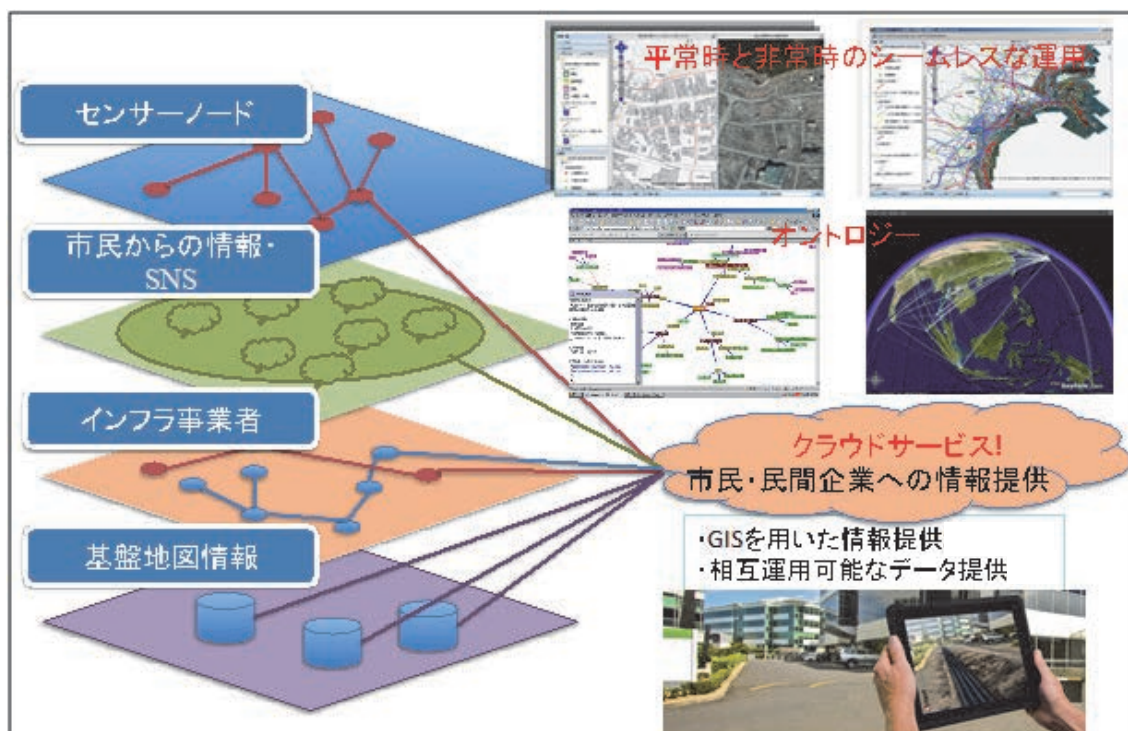 センサーノード
市民からの情報・
SNS
インフラ事業者
基盤地図情報
平常時と非常時のシームレスな運用
オントロジー
クラウドサービス!
市民・民間企業への情報提供
・GISを用いた情報提供
・相互運用可能なデータ提供